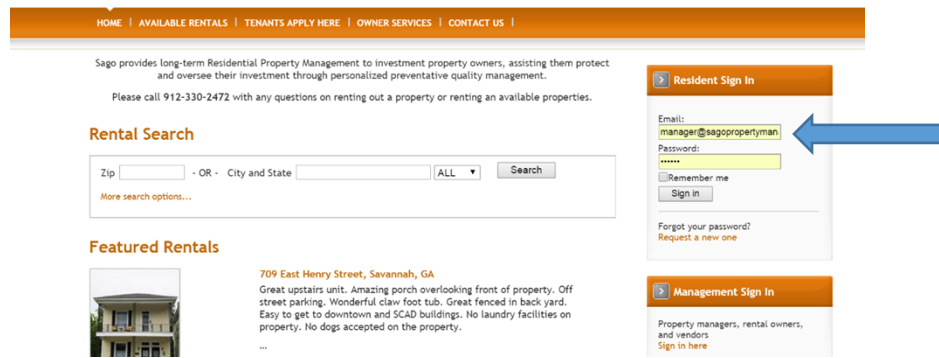 HOME | AVAILABLE RENTALS | TENANTS APPLY HERE | OWNER SERVICES | CONTACT US |
Sago provides long-term Residential Property Management to investment property owners, assisting them protect
and oversee their investment through personalized preventative quality management.
Please call 912-330-2472 with any questions on renting out a property or renting an available properties.
Rental Search
Zip - OR - City and State ALL Search
More search options...
Featured Rentals
709 East Henry Street, Savannah, GA
Great upstairs unit. Amazing porch overlooking front of property. Off
street parking. Wonderful claw foot tub. Great fenced in back yard.
Easy to get to downtown and SCAD buildings. No laundry facilities on
property. No dogs accepted on the property.
...
Resident Sign In
Email:
manager@sagopropertyman
Password:
••••••
Remember me
Sign in
Forgot your password?
Request a new one
Management Sign In
Property managers, rental owners,
and vendors
Sign in here